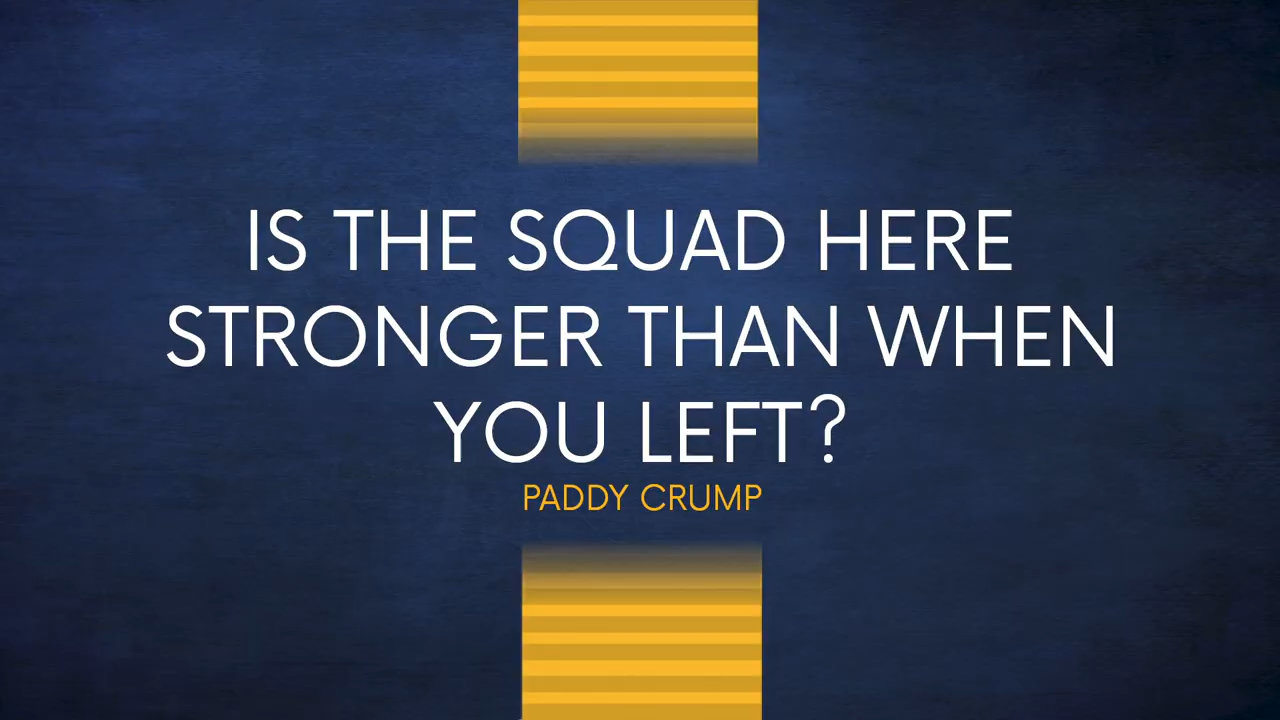 IS THE SQUAD HERE
STRONGER THAN WHEN
YOU LEFT?
PADDY CRUMP